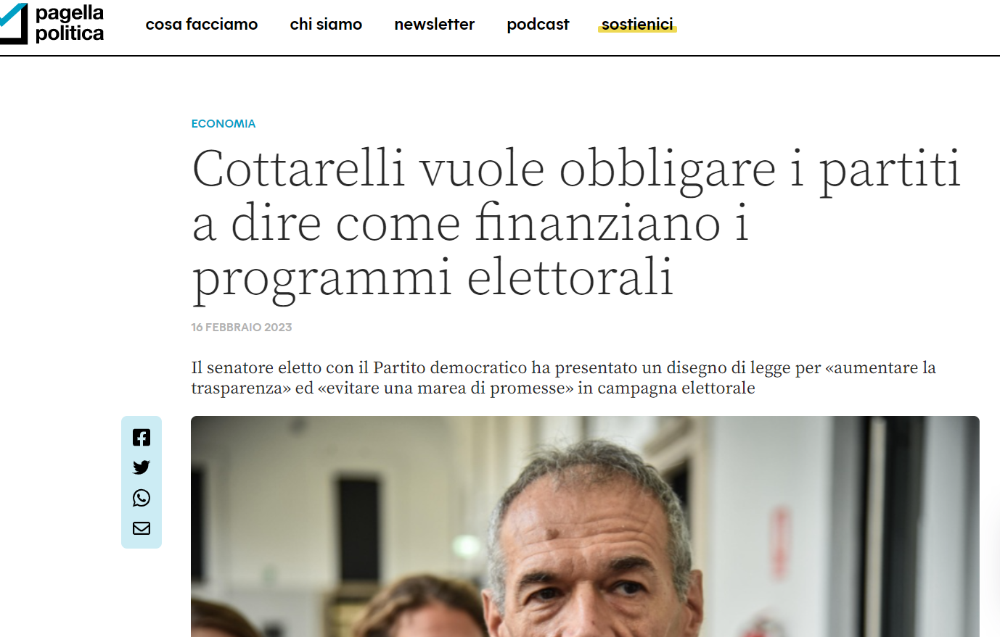 pagella
politica
cosa facciamo chi siamo newsletter podcast sostienici
ECONOMIA
Cottarelli vuole obbligare i partiti
a dire come finanziano i
programmi elettorali
16 FEBBRAIO 2023
Il senatore eletto con il Partito democratico ha presentato un disegno di legge per «aumentare la
trasparenza» ed «evitare una marea di promesse» in campagna elettorale